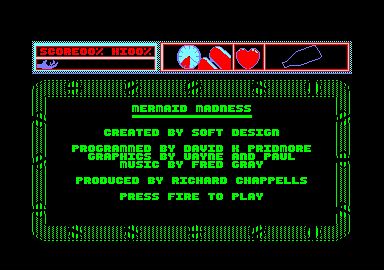 SCORE00% HI00%
MERMAID MADNESS
CREATED BY SOFT DESIGN
PROGRAMMED BY DAVID K PRIDMORE
GRAPHICS BY WAYNE AND PAUL
MUSIC BY FRED GRAY
PRODUCED BY RICHARD CHAPPELLS
PRESS FIRE TO PLAY